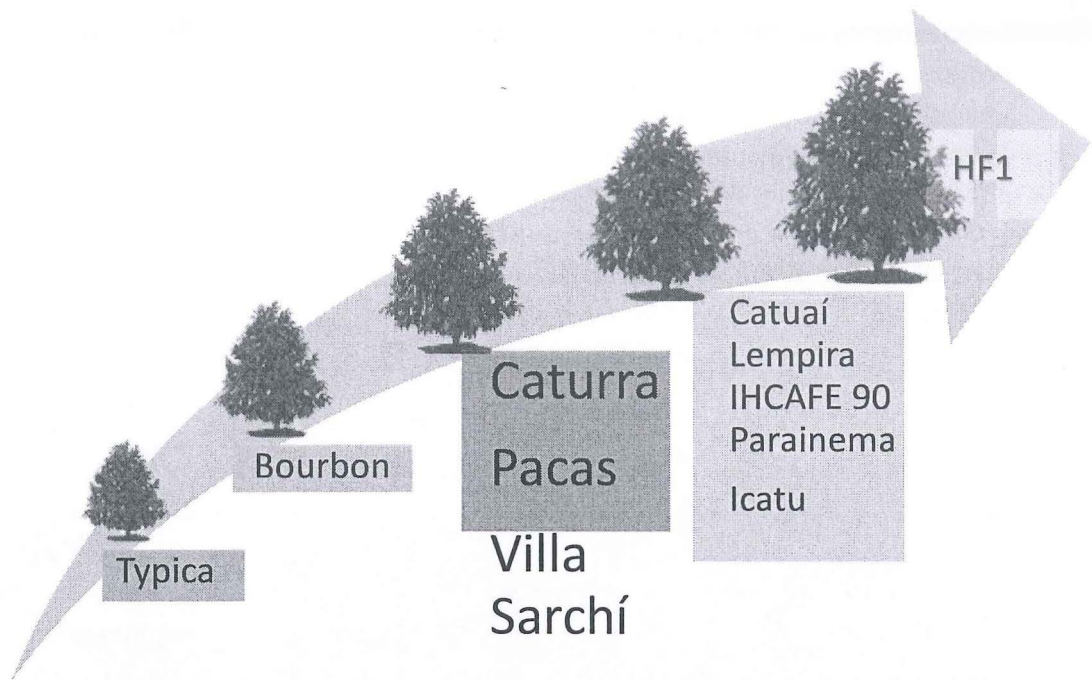 Typica
Bourbon
Caturra
Pacas
Villa
Sarchí
Catuaí
Lempira
IHCAFE 90
Parainema
Icatu
HF1